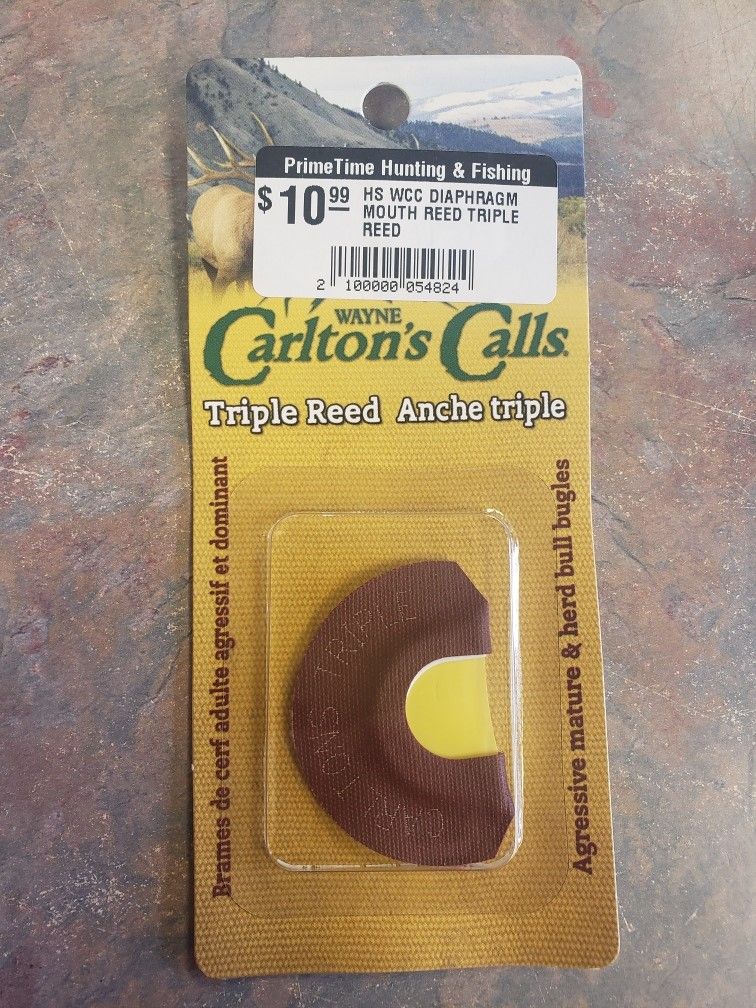 PrimeTime Hunting & Fishing
$10.99 HS WCC DIAPHRAGM
MOUTH REED TRIPLE
REED
2 100000 054824
WAYNE
Carlton's Calls.
Triple Reed Anche triple
Brames de cerf adulte agressif et dominant
Agressive mature & herd bull bugles
CARLTONS TRIPLE